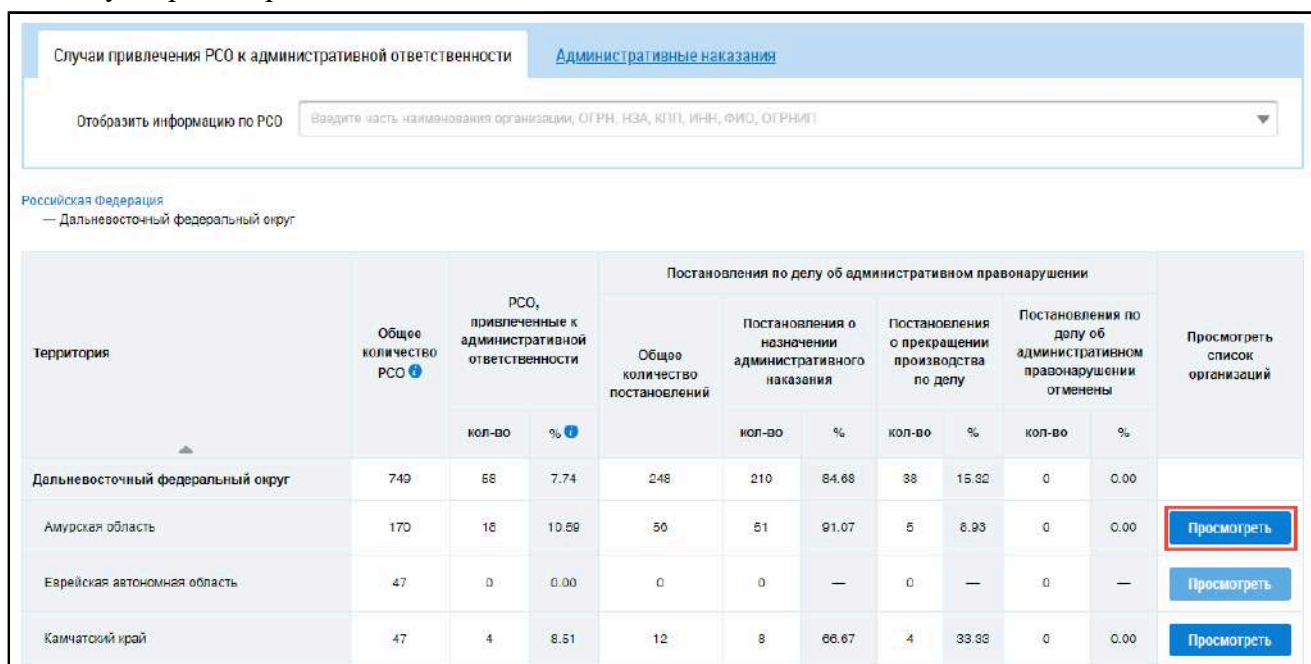 Случаи привлечения РСО к административной ответственности
Административные наказания
Отобразить информацию по РСО
Введите часть наименования организации, ОГРН, НЗА, КПП, ИНН, ФИО, ОГРНИП
Российская Федерация
— Дальневосточный федеральный округ
Территория
Общее
количество
РСО
РСО,
привлеченные к
административной
ответственности
Постановления по делу об административном правонарушении
Общее
количество
постановлений
Постановления о
назначении
административного
наказания
Постановления
о прекращении
производства
по делу
Постановления по
делу об
административном
правонарушении
отменены
Просмотреть
список
организаций
кол-во % кол-во % кол-во % кол-во %
Дальневосточный федеральный округ 749 58 7.74 248 210 84.68 38 15.32 0 0.00
Амурская область 170 18 10.59 56 51 91.07 5 8.93 0 0.00 Просмотреть
Еврейская автономная область 47 0 0.00 0 0 — 0 — 0 — Просмотреть
Камчатский край 47 4 8.51 12 8 66.67 4 33.33 0 0.00 Просмотреть